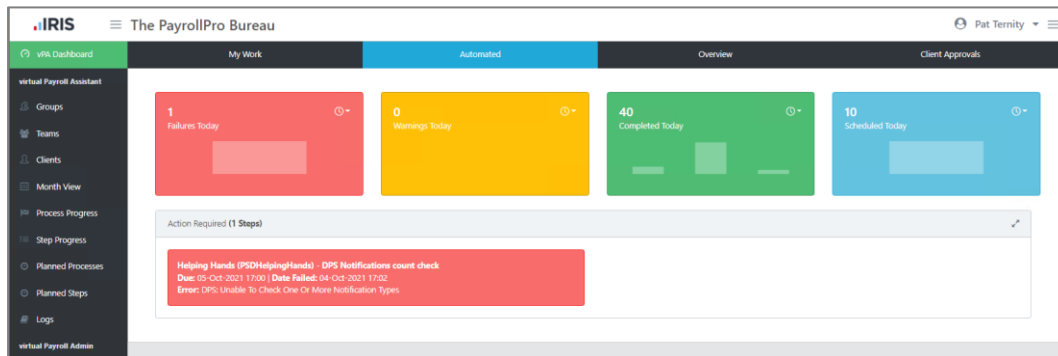 IRIS
The PayrollPro Bureau
Pat Ternity
vPA Dashboard
My Work
Automated
Overview
Client Approvals
virtual Payroll Assistant
Groups
Teams
Clients
Month View
Process Progress
Step Progress
Planned Processes
Planned Steps
Logs
virtual Payroll Admin
1
Failures Today
0
Warnings Today
40
Completed Today
10
Scheduled Today
Action Required (1 Steps)
Helping Hands (PSDHelpingHands) - DPS Notifications count check
Due: 05-Oct-2021 17:00 | Date Failed: 04-Oct-2021 17:02
Error: DPS: Unable To Check One Or More Notification Types